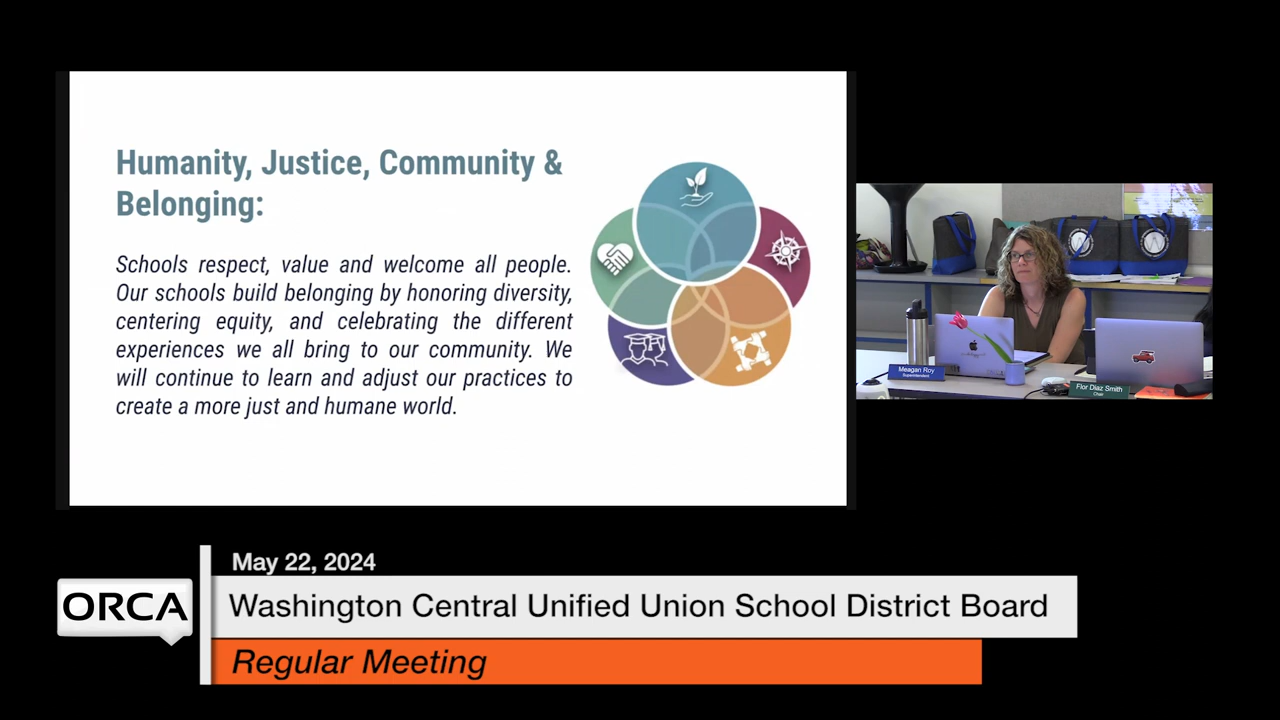 Humanity, Justice, Community &
Belonging:
Schools respect, value and welcome all people.
Our schools build belonging by honoring diversity,
centering equity, and celebrating the different
experiences we all bring to our community. We
will continue to learn and adjust our practices to
create a more just and humane world.
Meagan Roy
Superintendent
Flor Diaz Smith
Chair
May 22, 2024
ORCA
Washington Central Unified Union School District Board
Regular Meeting